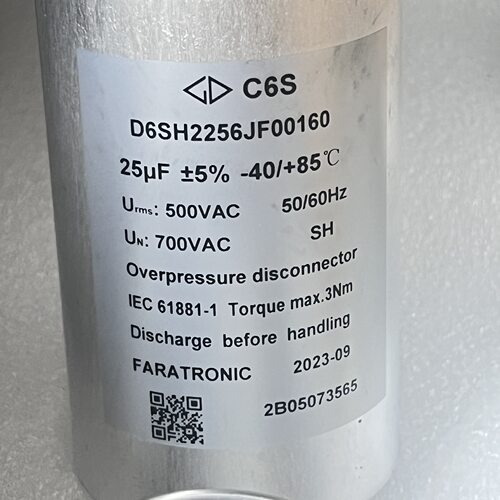 C6S
D6SH2256JF00160
25µF ±5% -40/+85℃
Urms: 500VAC 50/60Hz
UN: 700VAC SH
Overpressure disconnector
IEC 61881-1 Torque max.3Nm
Discharge before handling
FARATRONIC 2023-09
2B05073565